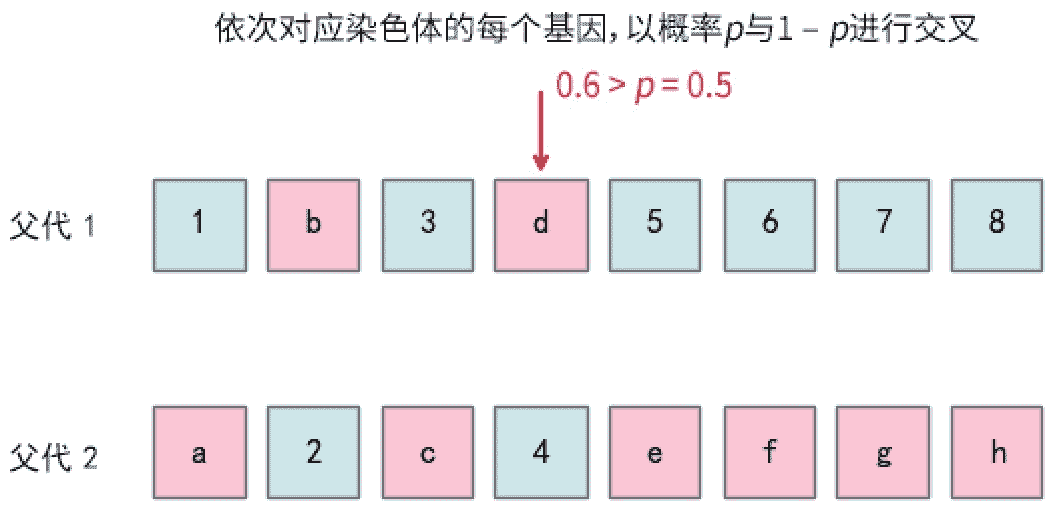 依次对应染色体的每个基因，以概率p与1 – p进行交叉
0.6 > p = 0.5
父代 1 1 b 3 d 5 6 7 8
父代 2 a 2 c 4 e f g h